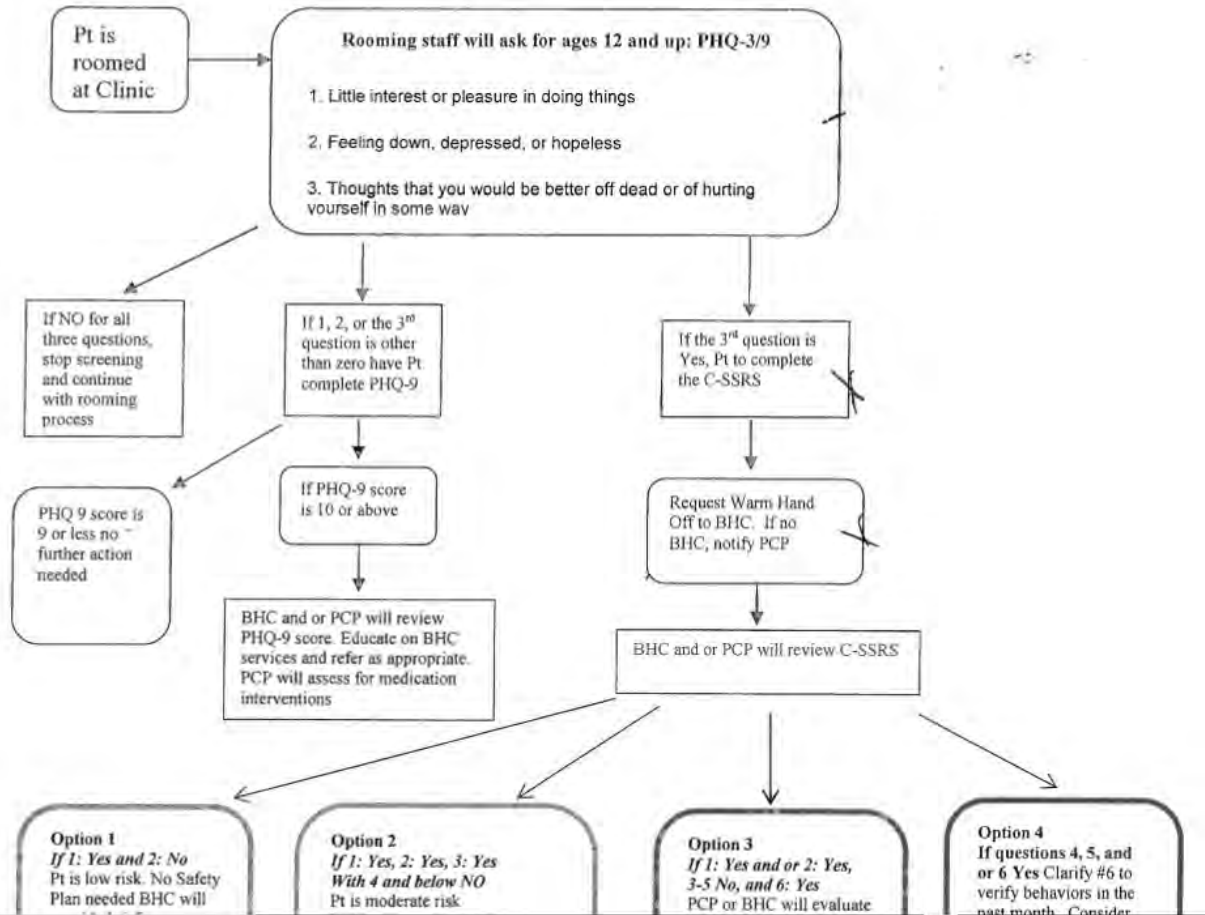 Pt is
roomed
at Clinic
Rooming staff will ask for ages 12 and up: PHQ-3/9
1. Little interest or pleasure in doing things
2. Feeling down, depressed, or hopeless
3. Thoughts that you would be better off dead or of hurting
yourself in some way
If NO for all
three questions,
stop screening
and continue
with rooming
process
If 1, 2, or the 3rd
question is other
than zero have Pt
complete PHQ-9
If the 3rd question is
Yes, Pt to complete
the C-SSRS
PHQ 9 score is
9 or less no
further action
needed
If PHQ-9 score
is 10 or above
Request Warm Hand
Off to BHC. If no
BHC, notify PCP
BHC and or PCP will review
PHQ-9 score. Educate on BHC
services and refer as appropriate.
PCP will assess for medication
interventions
BHC and or PCP will review C-SSRS
Option 1
If 1: Yes and 2: No
Pt is low risk. No Safety
Plan needed BHC will
Option 2
If 1: Yes, 2: Yes, 3: Yes
With 4 and below NO
Pt is moderate risk
Option 3
If 1: Yes and or 2: Yes,
3-5 No, and 6: Yes
PCP or BHC will evaluate
Option 4
If questions 4, 5, and
or 6 Yes Clarify #6 to
verify behaviors in the
past month. Consider